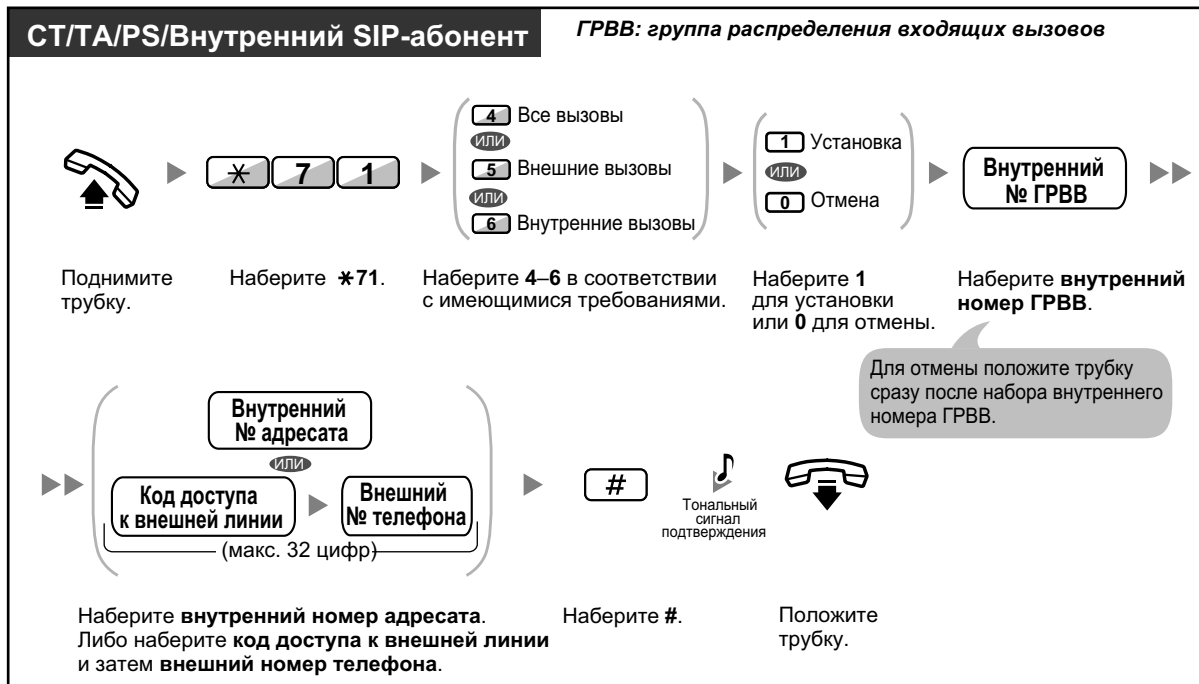 СТ/TA/PS/Внутренний SIP-абонент
ГРВВ: группа распределения входящих вызовов
✳ 7 1
4 Все вызовы
ИЛИ
5 Внешние вызовы
ИЛИ
6 Внутренние вызовы
1 Установка
ИЛИ
0 Отмена
Внутренний
№ ГРВВ
Поднимите
трубку.
Наберите ✳71.
Наберите 4–6 в соответствии
с имеющимися требованиями.
Наберите 1
для установки
или 0 для отмены.
Наберите внутренний
номер ГРВВ.
Для отмены положите трубку
сразу после набора внутреннего
номера ГРВВ.
Внутренний
№ адресата
ИЛИ
Код доступа
к внешней линии
Внешний
№ телефона
(макс. 32 цифр)
#
Тональный
сигнал
подтверждения
Наберите внутренний номер адресата.
Либо наберите код доступа к внешней линии
и затем внешний номер телефона.
Наберите #.
Положите
трубку.